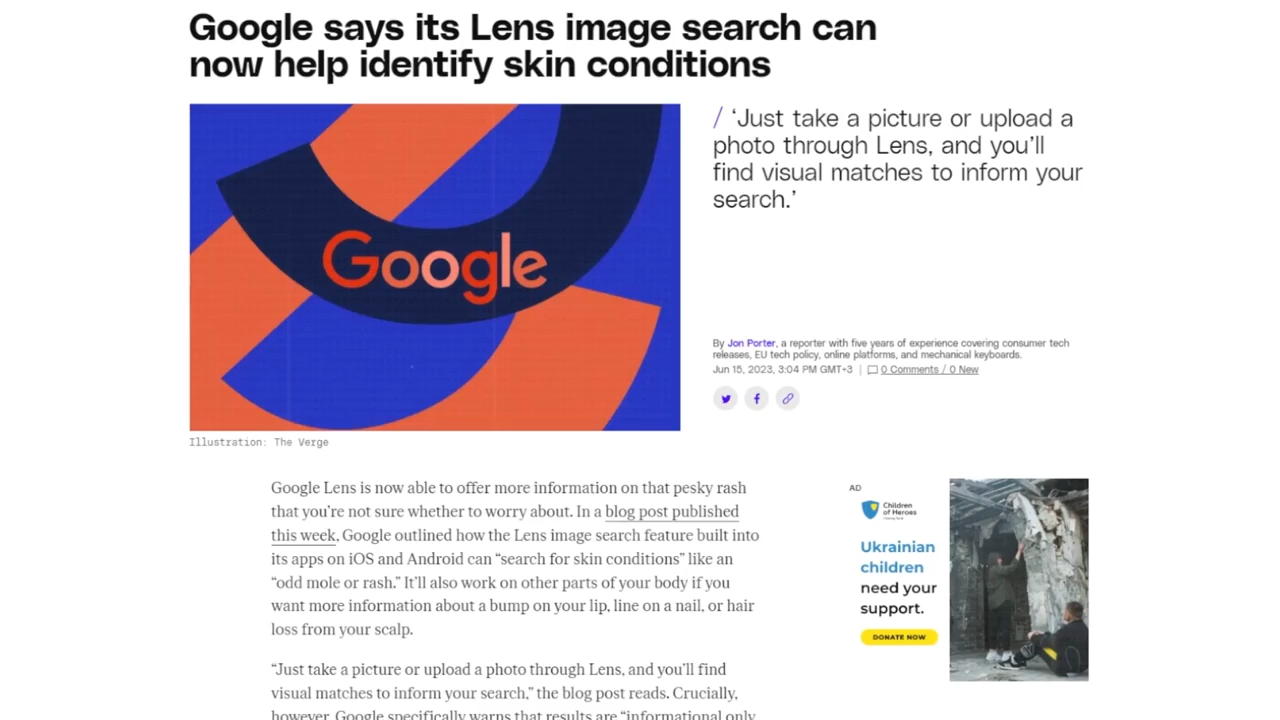 Google says its Lens image search can
now help identify skin conditions
Google
/ ‘Just take a picture or upload a
photo through Lens, and you’ll
find visual matches to inform your
search.’
By Jon Porter, a reporter with five years of experience covering consumer tech
releases, EU tech policy, online platforms, and mechanical keyboards.
Jun 15, 2023, 3:04 PM GMT+3 | 0 Comments / 0 New
Illustration: The Verge
Google Lens is now able to offer more information on that pesky rash
that you’re not sure whether to worry about. In a blog post published
this week, Google outlined how the Lens image search feature built into
its apps on iOS and Android can “search for skin conditions” like an
“odd mole or rash.” It’ll also work on other parts of your body if you
want more information about a bump on your lip, line on a nail, or hair
loss from your scalp.
“Just take a picture or upload a photo through Lens, and you’ll find
visual matches to inform your search,” the blog post reads. Crucially,
however, Google specifically warns that results are “informational only
AD
Children
of Heroes
Ukrainian
children
need your
support.
DONATE NOW